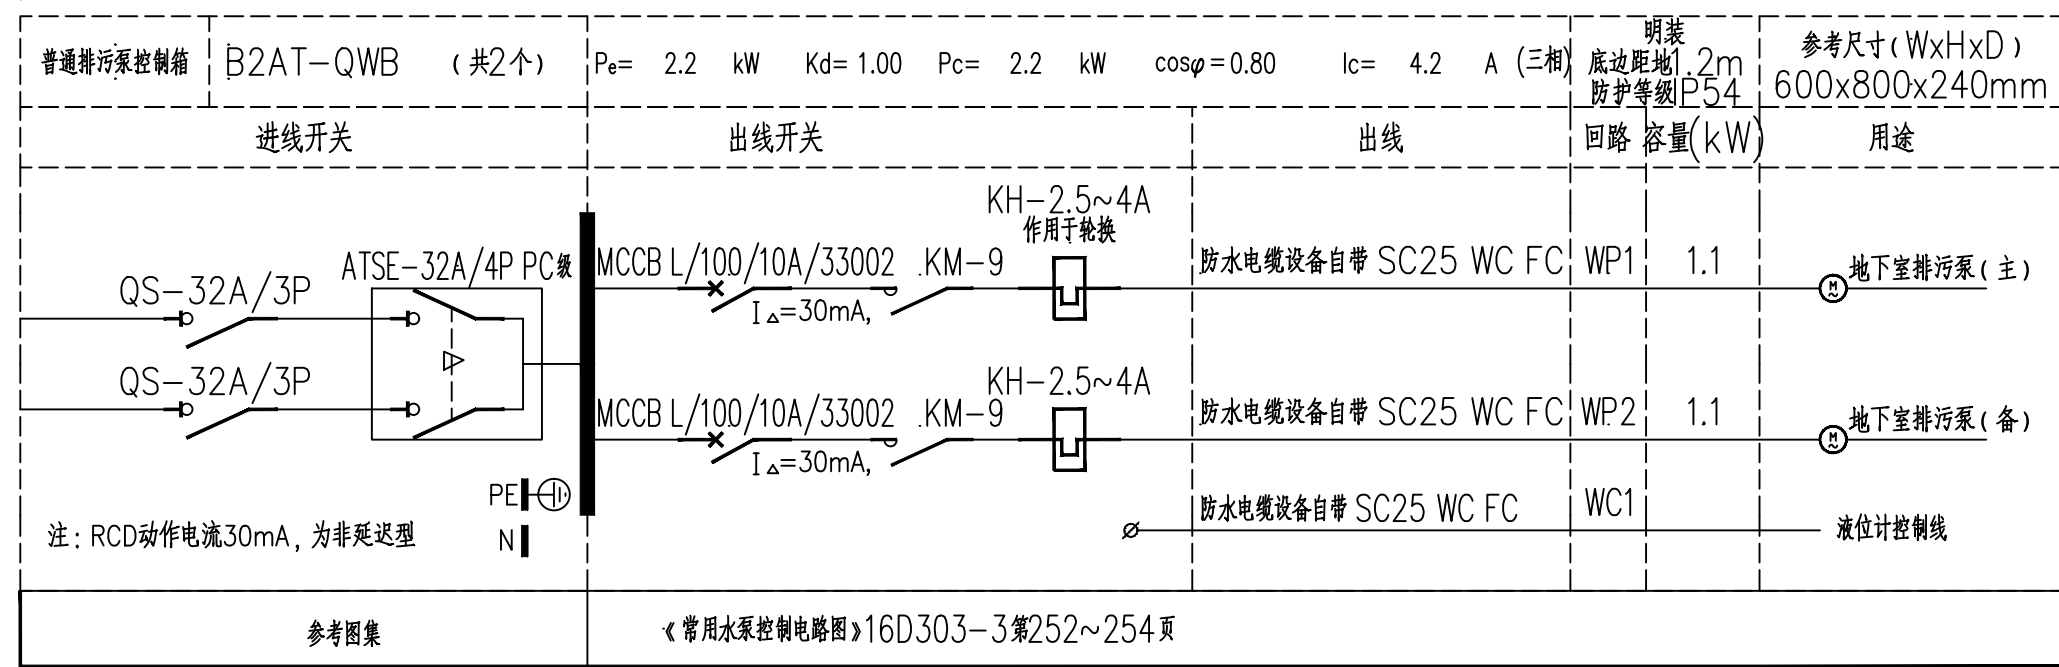 普通排污泵控制箱 B2AT-QWB (共2个) Pe= 2.2 kW Kd= 1.00 Pc= 2.2 kW cosφ=0.80 Ic= 4.2 A (三相)
明装
底边距地1.2m
防护等级IP54
参考尺寸(WxHxD)
600x800x240mm
进线开关 出线开关 出线 回路 容量(kW) 用途
QS-32A/3P
QS-32A/3P
ATSE-32A/4P PC级
MCCB L/100/10A/33002 KM-9
I△=30mA,
KH-2.5~4A
作用于轮换
防水电缆设备自带 SC25 WC FC WP1 1.1 地下室排污泵(主)
M
~
MCCB L/100/10A/33002 KM-9
I△=30mA,
KH-2.5~4A
防水电缆设备自带 SC25 WC FC WP2 1.1 地下室排污泵(备)
M
~
防水电缆设备自带 SC25 WC FC WC1 液位计控制线
PE
N
注: RCD动作电流30mA, 为非延迟型
参考图集 《常用水泵控制电路图》16D303-3第252~254页